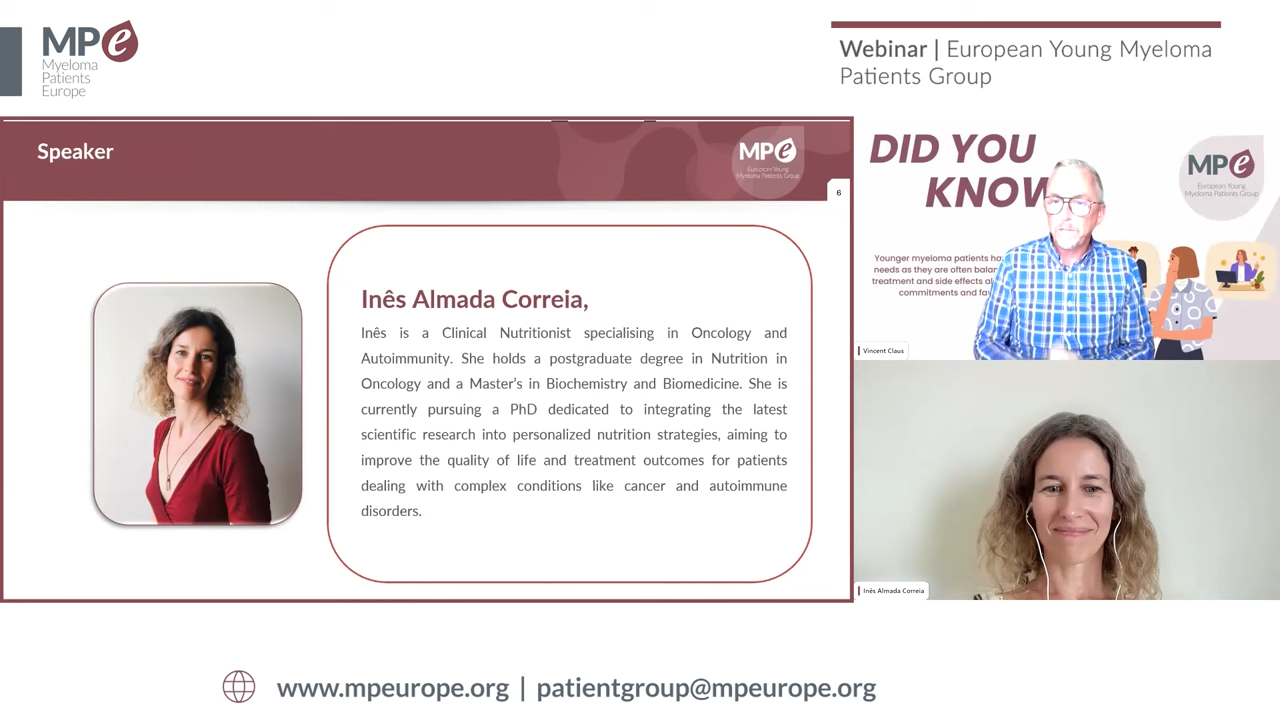 MPe
Myeloma
Patients
Europe
Webinar | European Young Myeloma
Patients Group
Speaker
MPe
European Young
Myeloma Patients Group
6
Inês Almada Correia,
Inês is a Clinical Nutritionist specialising in Oncology and
Autoimmunity. She holds a postgraduate degree in Nutrition in
Oncology and a Master's in Biochemistry and Biomedicine. She is
currently pursuing a PhD dedicated to integrating the latest
scientific research into personalized nutrition strategies, aiming to
improve the quality of life and treatment outcomes for patients
dealing with complex conditions like cancer and autoimmune
disorders.
DID YOU
KNOW
MPe
European Young
Myeloma Patients Group
Younger myeloma patients
needs as they are often
treatment and side effects
commitments and
Vincent Claus
Inês Almada Correia
www.mpeurope.org | patientgroup@mpeurope.org